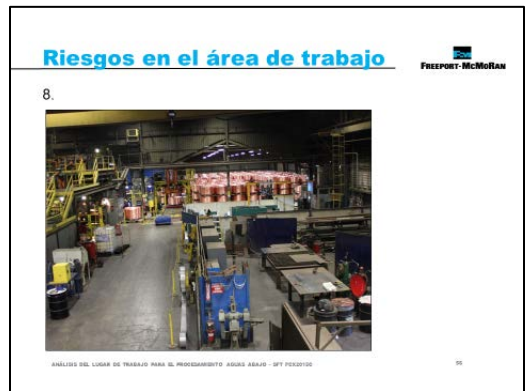 Riesgos en el área de trabajo
FREEPORT-McMoRAN
8.
ANÁLISIS DEL LUGAR DE TRABAJO PARA EL PROCESAMIENTO AGUAS ABAJO - SFT